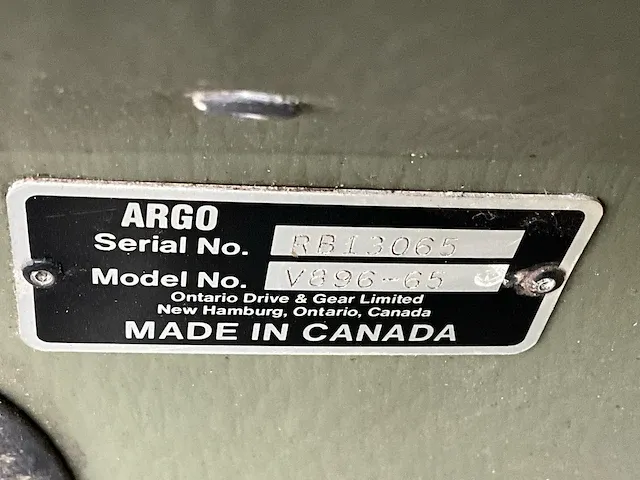 ARGO
Serial No. RB13065
Model No. V896-65
Ontario Drive & Gear Limited
New Hamburg, Ontario, Canada
MADE IN CANADA